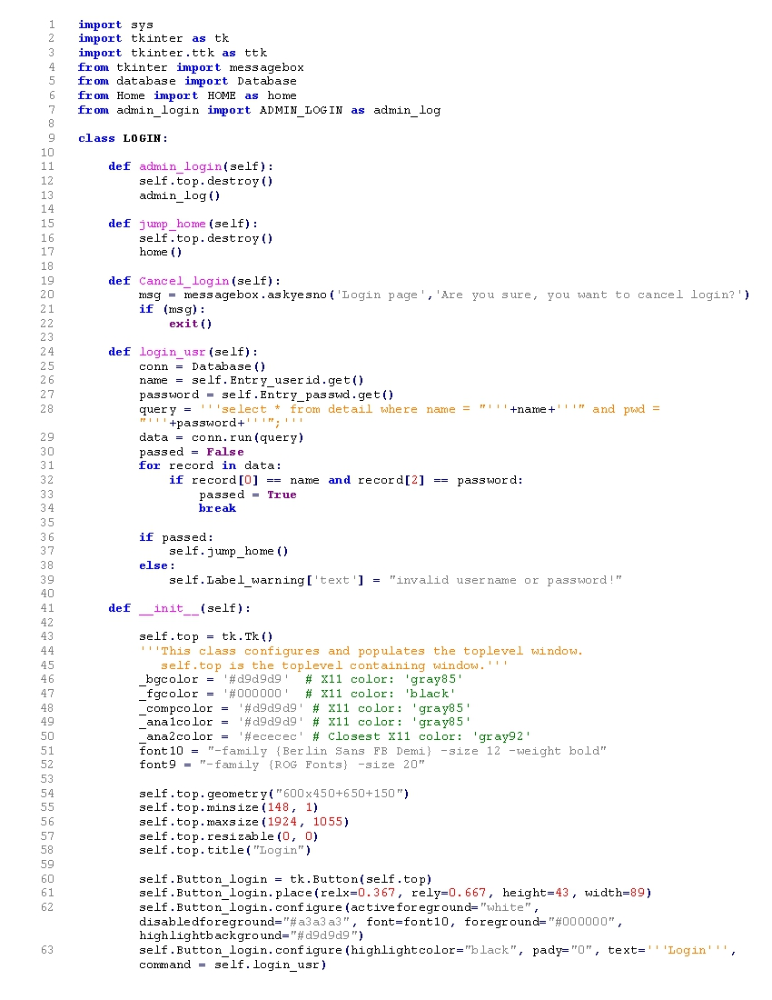 1 import sys
2 import tkinter as tk
3 import tkinter.ttk as ttk
4 from tkinter import messagebox
5 from database import Database
6 from Home import HOME as home
7 from admin_login import ADMIN_LOGIN as admin_log
8
9 class LOGIN:
10
11     def admin_login(self):
12         self.top.destroy()
13         admin_log()
14
15     def jump_home(self):
16         self.top.destroy()
17         home()
18
19     def Cancel_login(self):
20         msg = messagebox.askyesno('Login page','Are you sure, you want to cancel login?')
21         if (msg):
22             exit()
23
24     def login_usr(self):
25         conn = Database()
26         name = self.Entry_userid.get()
27         password = self.Entry_passwd.get()
28         query = '''select * from detail where name = "'''+name+'''" and pwd =
"'''+password+'''";'''
29         data = conn.run(query)
30         passed = False
31         for record in data:
32             if record[0] == name and record[2] == password:
33                 passed = True
34                 break
35
36         if passed:
37             self.jump_home()
38         else:
39             self.Label_warning['text'] = "invalid username or password!"
40
41     def __init__(self):
42
43         self.top = tk.Tk()
44         '''This class configures and populates the toplevel window.
45            self.top is the toplevel containing window.'''
46         _bgcolor = '#d9d9d9'  # X11 color: 'gray85'
47         _fgcolor = '#000000'  # X11 color: 'black'
48         _compcolor = '#d9d9d9' # X11 color: 'gray85'
49         _ana1color = '#d9d9d9' # X11 color: 'gray85'
50         _ana2color = '#ececec' # Closest X11 color: 'gray92'
51         font10 = "-family {Berlin Sans FB Demi} -size 12 -weight bold"
52         font9 = "-family {ROG Fonts} -size 20"
53
54         self.top.geometry("600x450+650+150")
55         self.top.minsize(148, 1)
56         self.top.maxsize(1924, 1055)
57         self.top.resizable(0, 0)
58         self.top.title("Login")
59
60         self.Button_login = tk.Button(self.top)
61         self.Button_login.place(relx=0.367, rely=0.667, height=43, width=89)
62         self.Button_login.configure(activeforeground="white",
disabledforeground="#a3a3a3", font=font10, foreground="#000000",
highlightbackground="#d9d9d9")
63         self.Button_login.configure(highlightcolor="black", pady="0", text='''Login''',
command = self.login_usr)